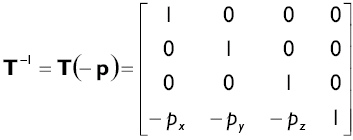 T⁻¹ = T(-p) =
1 0 0 0
0 1 0 0
0 0 1 0
-pₓ -p_y -p_z 1